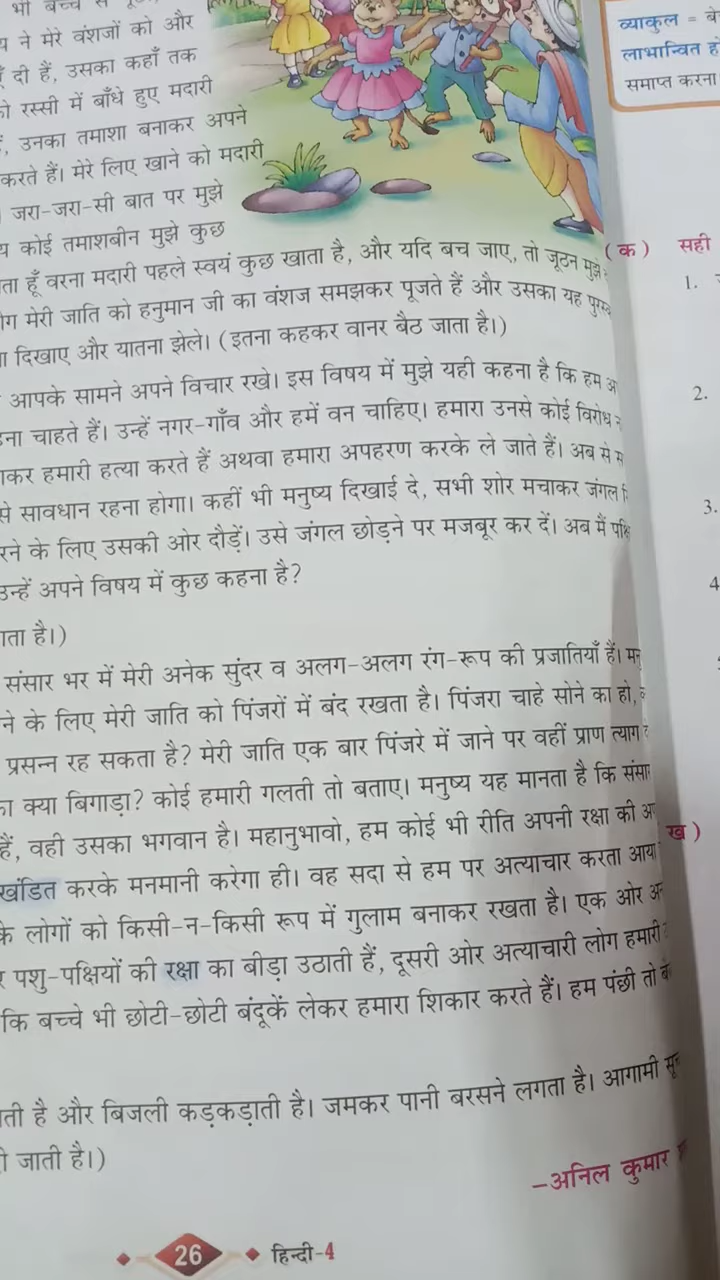 भी बच्चे
ने मेरे वंशजों को और
दी हैं, उसका कहाँ तक
रस्सी में बाँधे हुए मदारी
उनका तमाशा बनाकर अपने
करते हैं। मेरे लिए खाने को मदारी
जरा-जरा-सी बात पर मुझे
कोई तमाशबीन मुझे कुछ
हूँ वरना मदारी पहले स्वयं कुछ खाता है, और यदि बच जाए, तो जूठन मुझे
मेरी जाति को हनुमान जी का वंशज समझकर पूजते हैं और उसका यह
दिखाए और यातना झेले। (इतना कहकर वानर बैठ जाता है।)
आपके सामने अपने विचार रखे। इस विषय में मुझे यही कहना है कि हम
चाहते हैं। उन्हें नगर-गाँव और हमें वन चाहिए। हमारा उनसे कोई विरोध
हमारी हत्या करते हैं अथवा हमारा अपहरण करके ले जाते हैं। अब से
से सावधान रहना होगा। कहीं भी मनुष्य दिखाई दे, सभी शोर मचाकर जंगल
के लिए उसकी ओर दौड़ें। उसे जंगल छोड़ने पर मजबूर कर दें। अब मैं
उन्हें अपने विषय में कुछ कहना है?
है।)
संसार भर में मेरी अनेक सुंदर व अलग-अलग रंग-रूप की प्रजातियाँ हैं।
के लिए मेरी जाति को पिंजरों में बंद रखता है। पिंजरा चाहे सोने का हो,
प्रसन्न रह सकता है? मेरी जाति एक बार पिंजरे में जाने पर वहीं प्राण त्याग
क्या बिगाड़ा? कोई हमारी गलती तो बताए। मनुष्य यह मानता है कि संसार
हैं, वही उसका भगवान है। महानुभावो, हम कोई भी रीति अपनी रक्षा की
खंडित करके मनमानी करेगा ही। वह सदा से हम पर अत्याचार करता आया
के लोगों को किसी-न-किसी रूप में गुलाम बनाकर रखता है। एक ओर
पशु-पक्षियों की रक्षा का बीड़ा उठाती हैं, दूसरी ओर अत्याचारी लोग हमारी
कि बच्चे भी छोटी-छोटी बंदूकें लेकर हमारा शिकार करते हैं। हम पंछी तो
है और बिजली कड़कड़ाती है। जमकर पानी बरसने लगता है। आगामी
जाती है।)
-अनिल कुमार
26 हिन्दी-4
व्याकुल =
लाभान्वित
समाप्त करना
(क) सही
1.
2.
3.
4
ख)